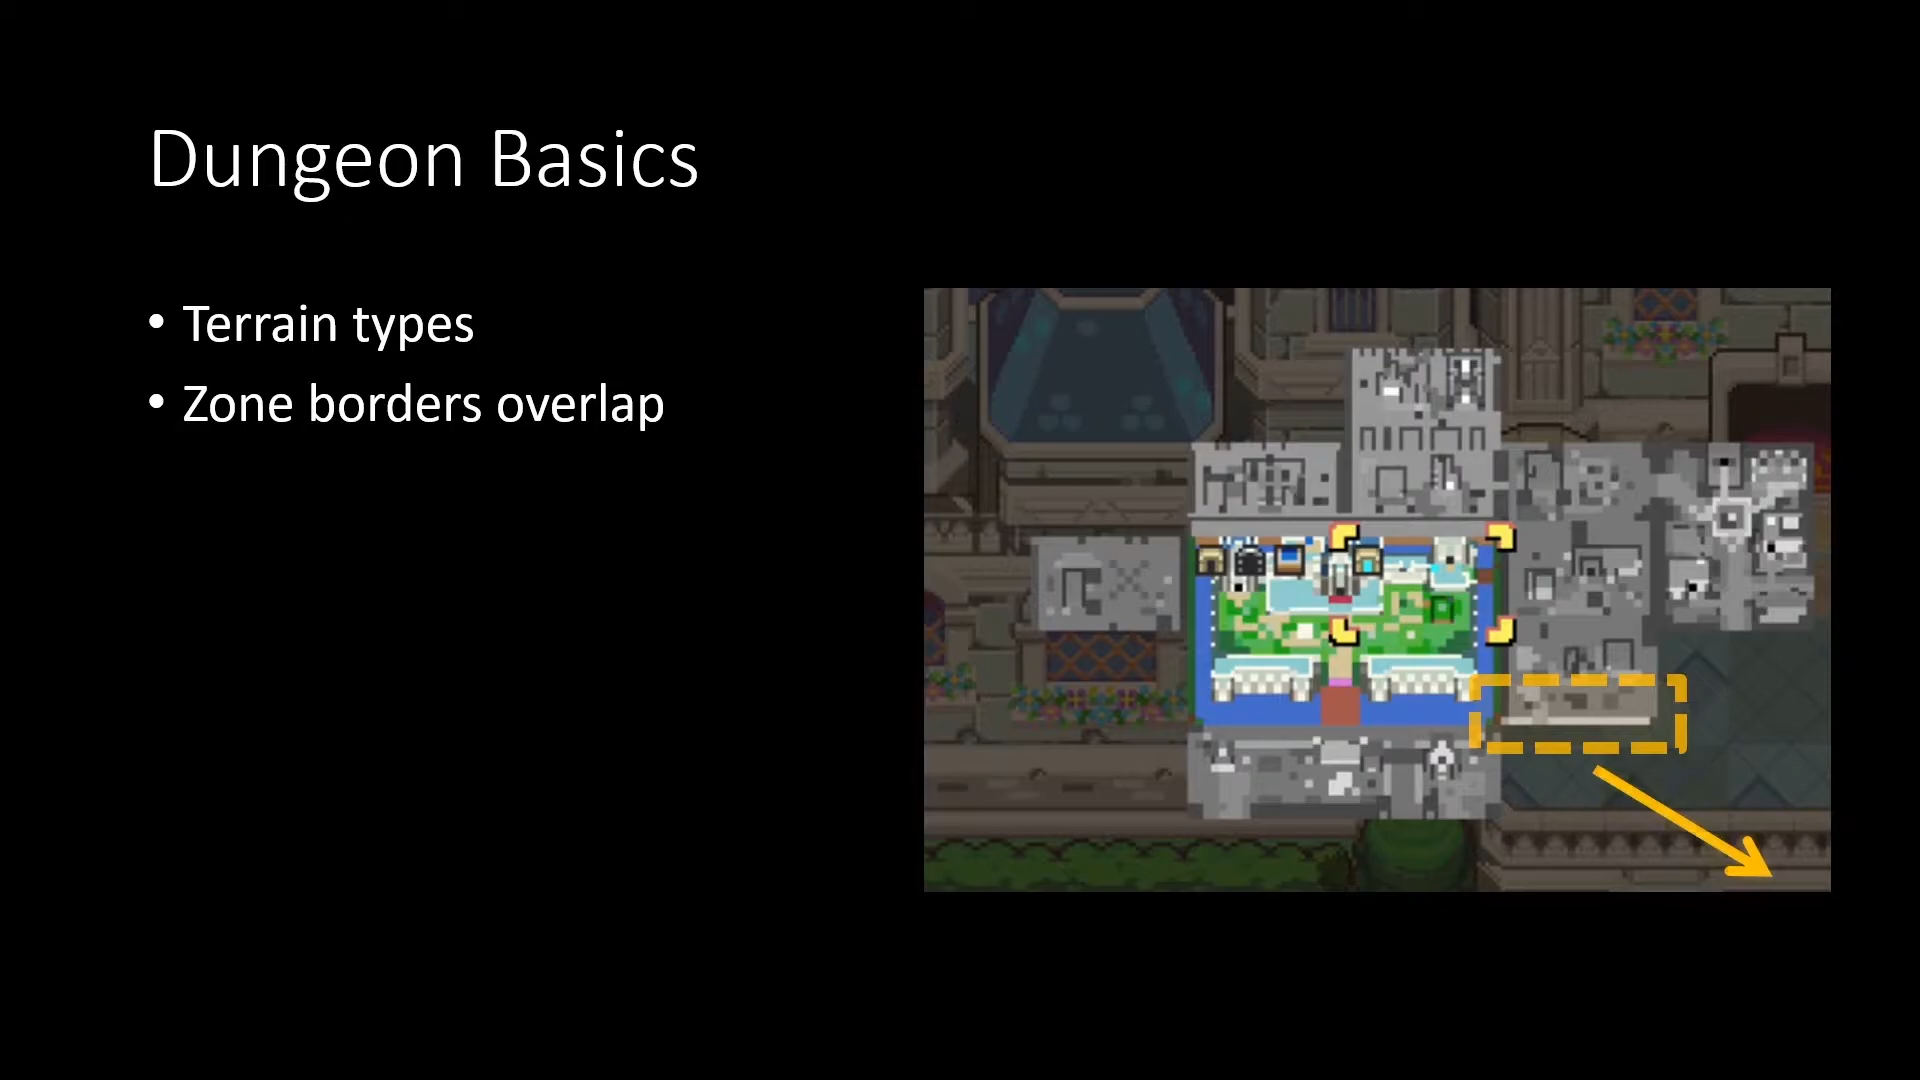 Dungeon Basics
• Terrain types
• Zone borders overlap